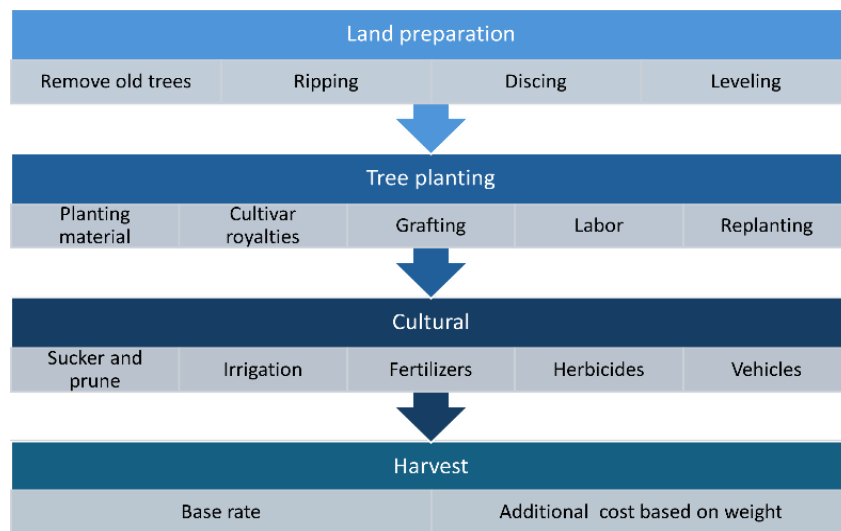 Land preparation
Remove old trees
Ripping
Discing
Leveling
Tree planting
Planting
material
Cultivar
royalties
Grafting
Labor
Replanting
Cultural
Sucker and
prune
Irrigation
Fertilizers
Herbicides
Vehicles
Harvest
Base rate
Additional cost based on weight